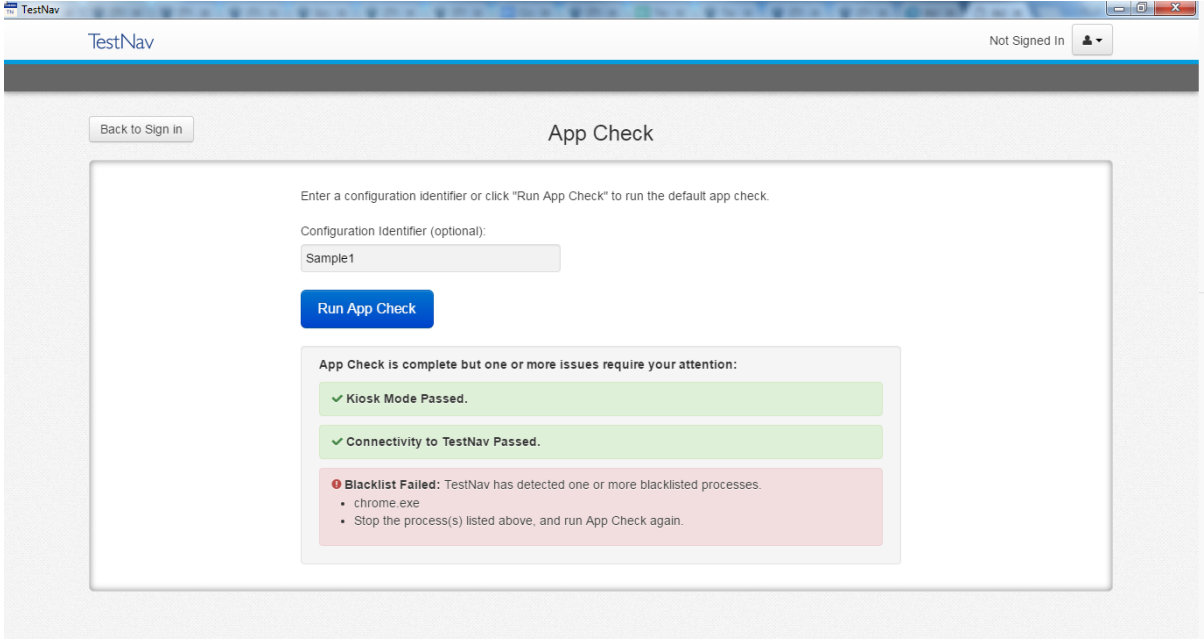 TestNav
TestNav
Not Signed In
Back to Sign in
App Check
Enter a configuration identifier or click "Run App Check" to run the default app check.
Configuration Identifier (optional):
Sample1
Run App Check
App Check is complete but one or more issues require your attention:
Kiosk Mode Passed.
Connectivity to TestNav Passed.
Blacklist Failed: TestNav has detected one or more blacklisted processes.
• chrome.exe
• Stop the process(s) listed above, and run App Check again.